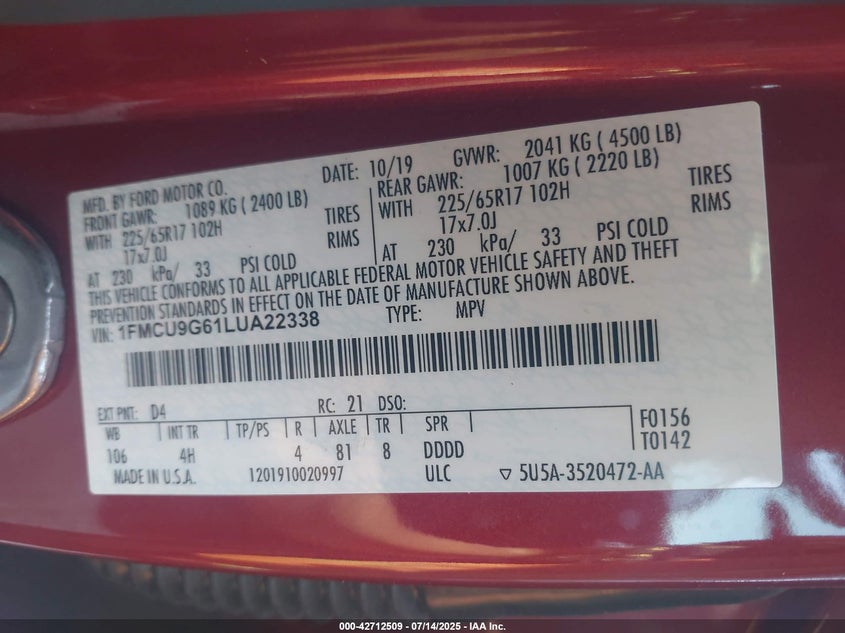 MFD. BY FORD MOTOR CO. DATE: 10/19 GVWR: 2041 KG ( 4500 LB)
FRONT GAWR: 1089 KG ( 2400 LB) REAR GAWR: 1007 KG ( 2220 LB)
WITH 225/65R17 102H TIRES WITH 225/65R17 102H TIRES
17x7.0J RIMS 17x7.0J RIMS
AT 230 kPa/ 33 PSI COLD AT 230 kPa/ 33 PSI COLD
THIS VEHICLE CONFORMS TO ALL APPLICABLE FEDERAL MOTOR VEHICLE SAFETY AND THEFT
PREVENTION STANDARDS IN EFFECT ON THE DATE OF MANUFACTURE SHOWN ABOVE.
VIN: 1FMCU9G61LUA22338 TYPE: MPV
EXT PNT: D4 RC: 21 DSO:
WB INT TR TP/PS R AXLE TR SPR F0156
106 4H 4 81 8 DDDD T0142
MADE IN U.S.A. 1201910020997 ULC ▽ 5U5A-3520472-AA
000-42712509 - 07/14/2025 - IAA Inc.